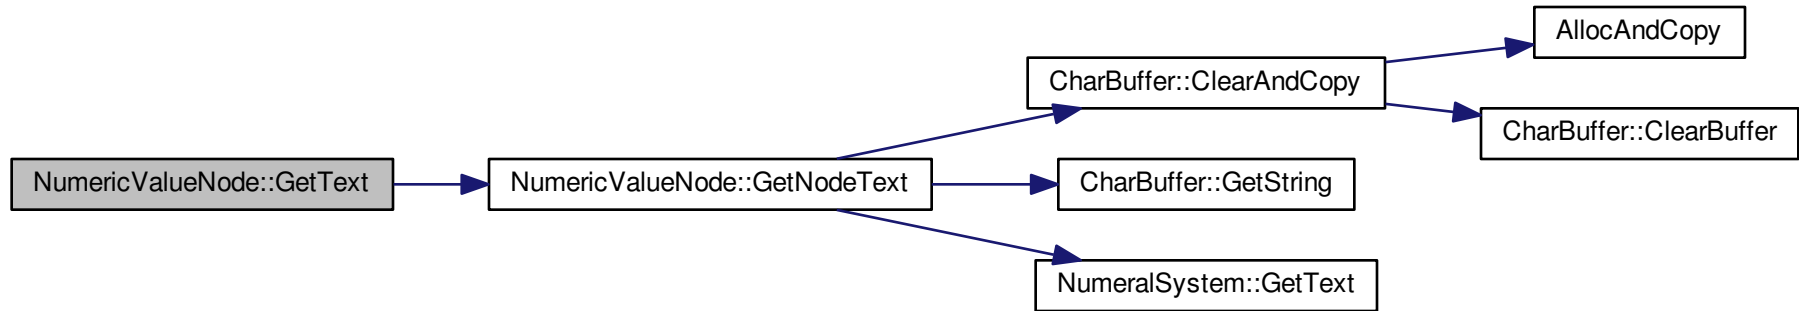 NumericValueNode::GetText
NumericValueNode::GetNodeText
CharBuffer::ClearAndCopy
AllocAndCopy
CharBuffer::ClearBuffer
CharBuffer::GetString
NumeralSystem::GetText